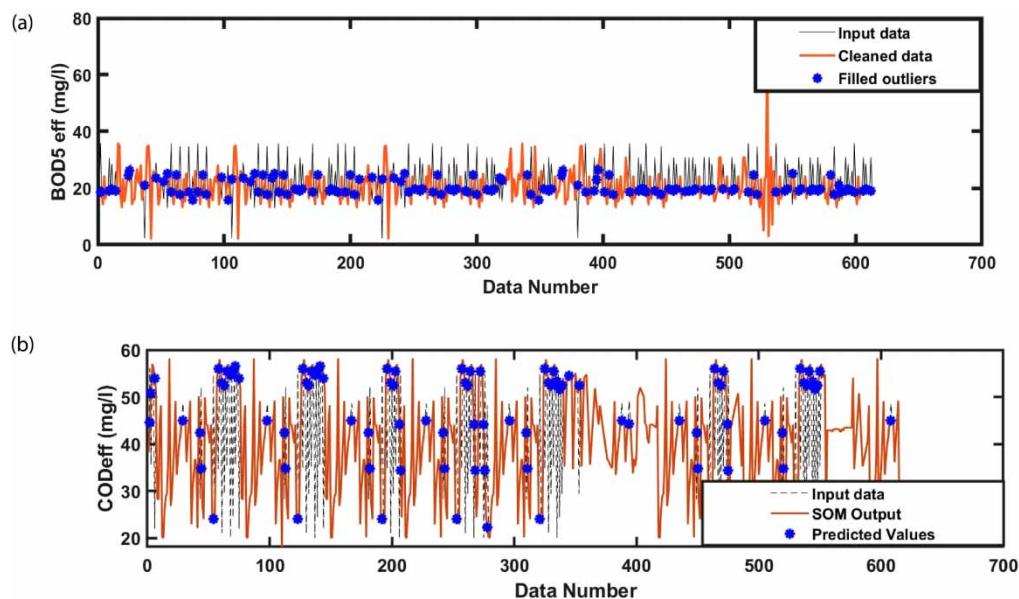 (a)
80
60
40
20
0
BOD5 eff (mg/l)
Input data
Cleaned data
Filled outliers
0 100 200 300 400 500 600 700
Data Number
(b)
60
50
40
30
20
CODeff (mg/l)
Input data
SOM Output
Predicted Values
0 100 200 300 400 500 600 700
Data Number